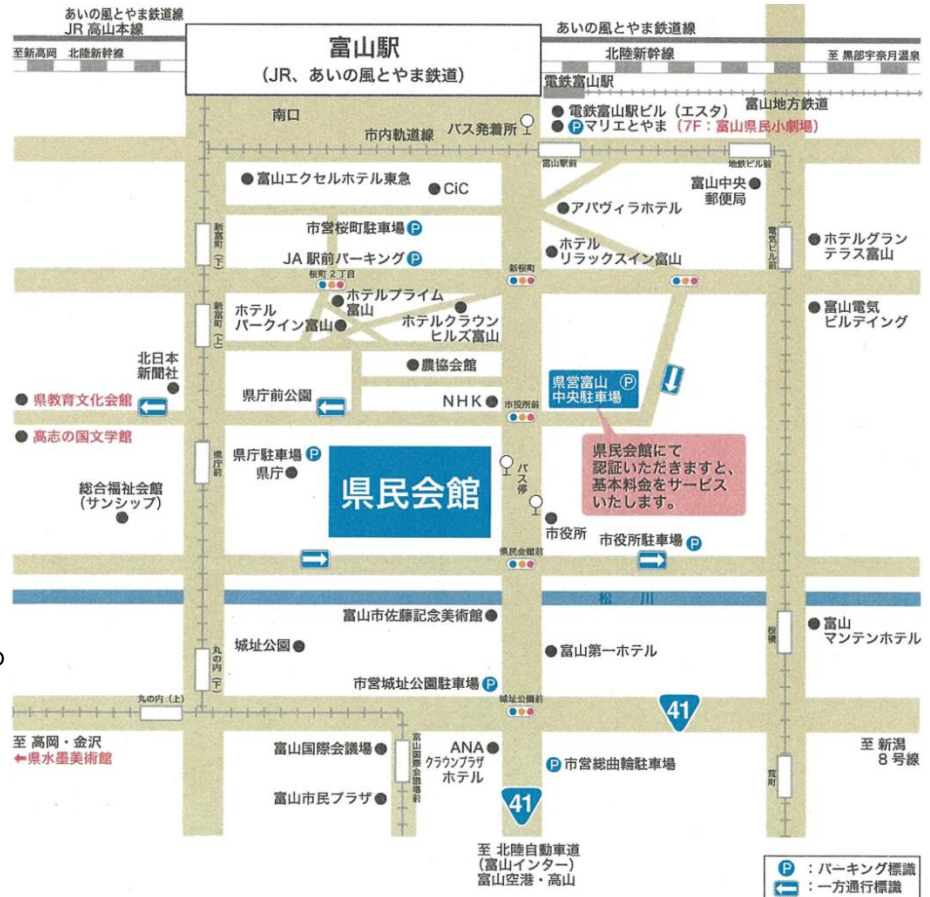 あいの風とやま鉄道線
JR 高山本線
あいの風とやま鉄道線
至新高岡
北陸新幹線
富山駅
(JR、あいの風とやま鉄道)
北陸新幹線
至 黒部宇奈月温泉
電鉄富山駅
富山地方鉄道
南口
バス発着所
電鉄富山駅ビル（エスタ）
P マリエとやま（7F：富山県民小劇場）
市内軌道線
富山駅前
地鉄ビル前
富山エクセルホテル東急
CiC
富山中央
郵便局
アパヴィラホテル
市営桜町駐車場 P
新富町（下）
電気ビル前
ホテルグラン
テラス富山
JA 駅前パーキング P
ホテル
リラックスイン富山
桜町2丁目
新桜町
ホテルプライム
富山
新富町（上）
ホテル
パークイン富山
ホテルクラウン
ヒルズ富山
富山電気
ビルデイング
北日本
新聞社
農協会館
県教育文化会館
県庁前公園
NHK
市役所前
県営富山
中央駐車場
P
高志の国文学館
県庁前
県庁駐車場 P
県庁
県民会館
バス停
県民会館にて
認証いただきますと、
基本料金をサービス
いたします。
総合福祉会館
（サンシップ）
市役所
市役所駐車場 P
県民会館前
松 川
富山市佐藤記念美術館
富山
マンテンホテル
桜橋
の
城址公園
丸の内（下）
富山第一ホテル
市営城址公園駐車場 P
丸の内（上）
城址公園前
41
至 高岡・金沢
←県水墨美術館
富山国際会議場
富山国際会議場前
ANA
クラウンプラザ
ホテル
P 市営総曲輪駐車場
至 新潟
8号線
荒町
富山市民プラザ
41
至 北陸自動車道
（富山インター）
富山空港・高山
P ：パーキング標識
：一方通行標識